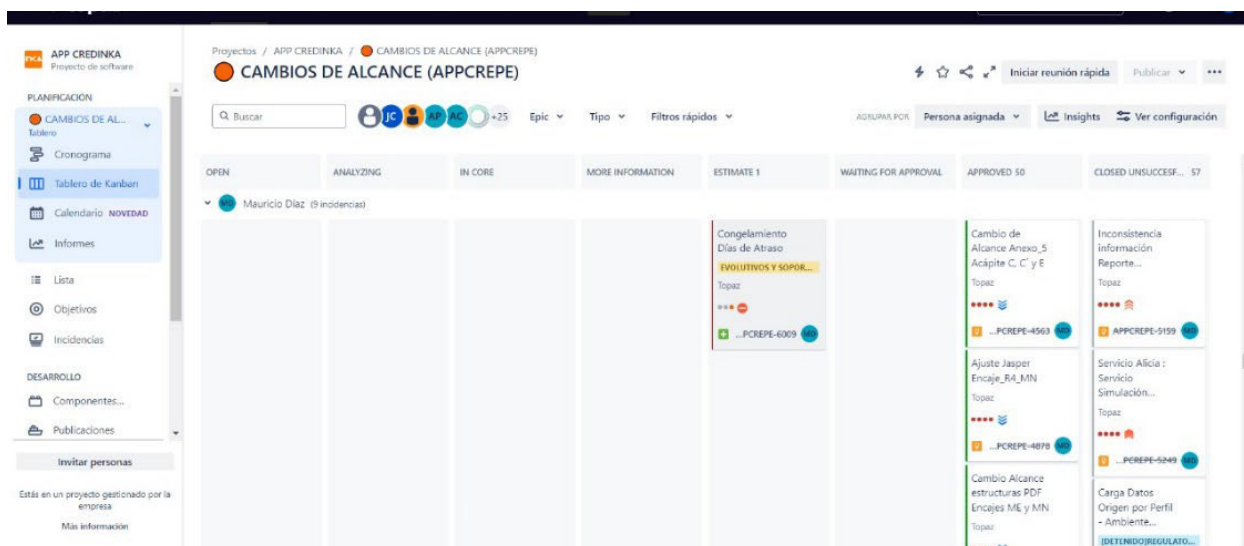 APP CREDINKA
Proyecto de software
PLANIFICACIÓN
CAMBIOS DE AL...
Tablero
Cronograma
Tablero de Kanban
Calendario NOVEDAD
Informes
Lista
Objetivos
Incidencias
DESARROLLO
Componentes...
Publicaciones
Invitar personas
Estás en un proyecto gestionado por la
empresa
Más información
Proyectos / APP CREDINKA / CAMBIOS DE ALCANCE (APPCREPE)
CAMBIOS DE ALCANCE (APPCREPE)
Iniciar reunión rápida
Publicar
Buscar
JC
AP
AC
+25
Epic
Tipo
Filtros rápidos
AGRUPAR POR
Persona asignada
Insights
Ver configuración
OPEN
ANALYZING
IN CORE
MORE INFORMATION
ESTIMATE 1
WAITING FOR APPROVAL
APPROVED 50
CLOSED UNSUCCESF... 57
MD Mauricio Díaz (9 incidencias)
Congelamiento
Días de Atraso
EVOLUTIVOS Y SOPOR...
Topaz
...PCREPE-6009 MD
Cambio de
Alcance Anexo_5
Acápite C, C´ y E
Topaz
...PCREPE-4563 MD
Ajuste Jasper
Encaje_R4_MN
Topaz
...PCREPE-4878 MD
Cambio Alcance
estructuras PDF
Encajes ME y MN
Topaz
Inconsistencia
información
Reporte...
Topaz
APPCREPE-5159 MD
Servicio Alicia :
Servicio
Simulación...
Topaz
...PCREPE-5249 MD
Carga Datos
Origen por Perfil
- Ambiente...
[DETENIDO]REGULATO...